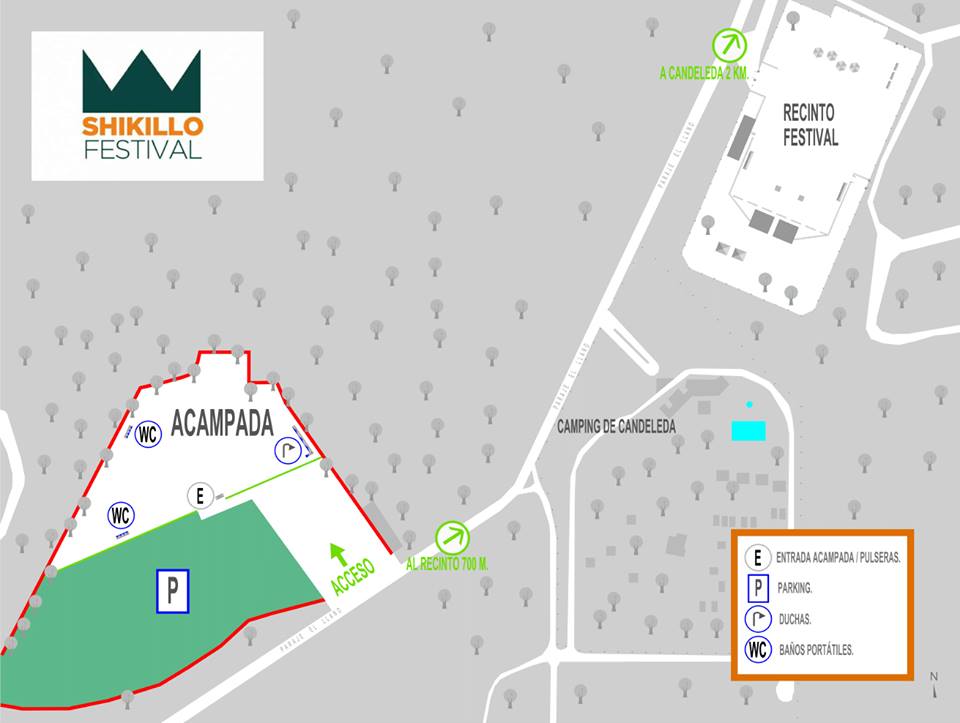 SHIKILLO
FESTIVAL
A CANDELEDA 2 KM.
RECINTO
FESTIVAL
PARAJE EL LLANO
PARAJE EL LLANO
ACAMPADA
WC
CAMPING DE CANDELEDA
E
WC
AL RECINTO 700 M.
ACCESO
P
PARAJE EL LLANO
E ENTRADA ACAMPADA / PULSERAS.
P PARKING.
DUCHAS.
WC BAÑOS PORTÁTILES.
N